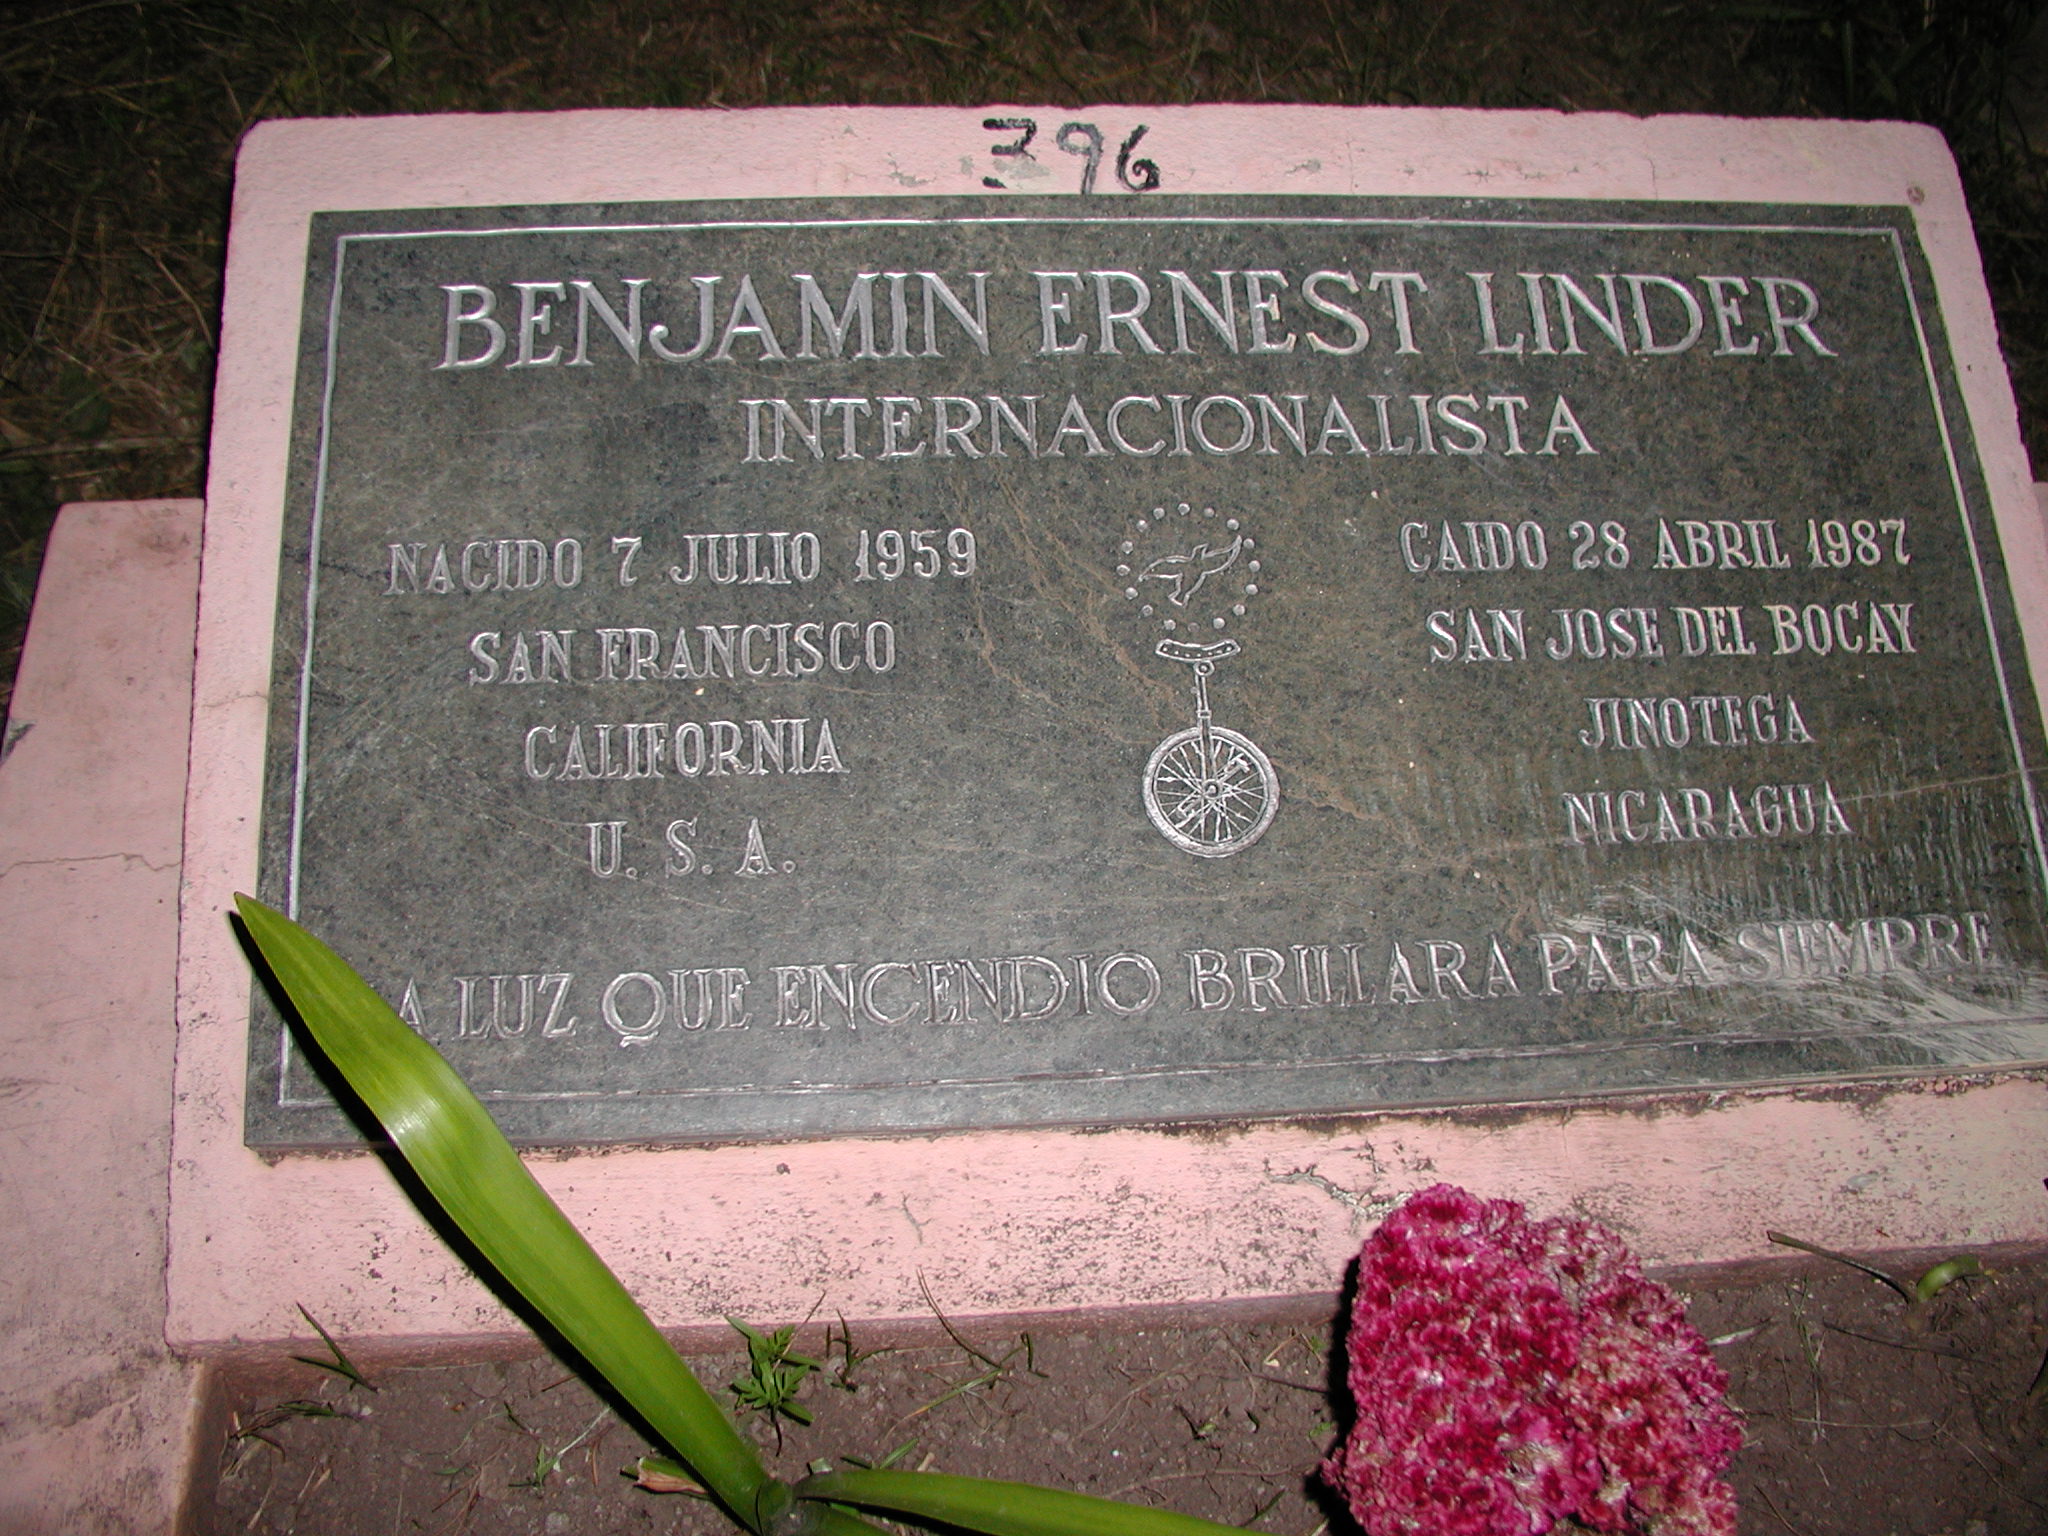 396
BENJAMIN ERNEST LINDER
INTERNACIONALISTA
NACIDO 7 JULIO 1959
SAN FRANCISCO
CALIFORNIA
U. S. A.
CAIDO 28 ABRIL 1987
SAN JOSE DEL BOCAY
JINOTEGA
NICARAGUA
A LUZ QUE ENCENDIO BRILLARA PARA SIEMPRE